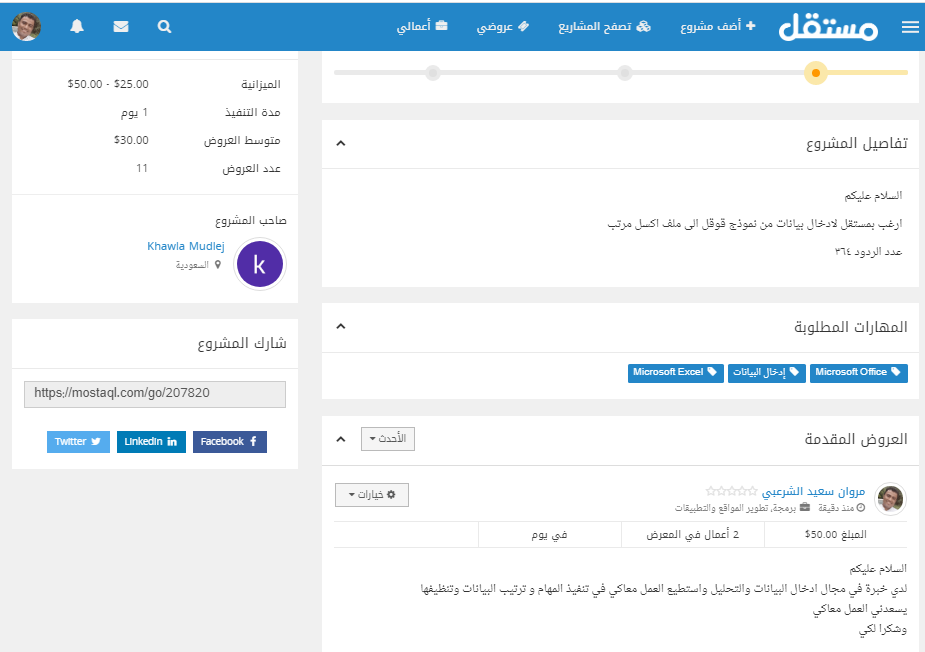 مستقل
أضف مشروع
تصفح المشاريع
عروضي
أعمالي
الميزانية $25.00 - $50.00
مدة التنفيذ 1 يوم
متوسط العروض $30.00
عدد العروض 11
صاحب المشروع
Khawla Mudlej
k
السعودية
شارك المشروع
https://mostaql.com/go/207820
Facebook
LinkedIn
Twitter
تفاصيل المشروع
السلام عليكم
ارغب بمستقل لادخال بيانات من نموذج قوقل الى ملف اكسل مرتب
عدد الردود ٣٦٤
المهارات المطلوبة
Microsoft Office
إدخال البيانات
Microsoft Excel
العروض المقدمة
الأحدث
مروان سعيد الشرعبي
خيارات
منذ دقيقة برمجة، تطوير المواقع والتطبيقات
المبلغ $50.00
2 أعمال في المعرض
في يوم
السلام عليكم
لدي خبرة في مجال ادخال البيانات والتحليل واستطيع العمل معاكي في تنفيذ المهام و ترتيب البيانات وتنظيفها
يسعدني العمل معاكي
وشكرا لكي